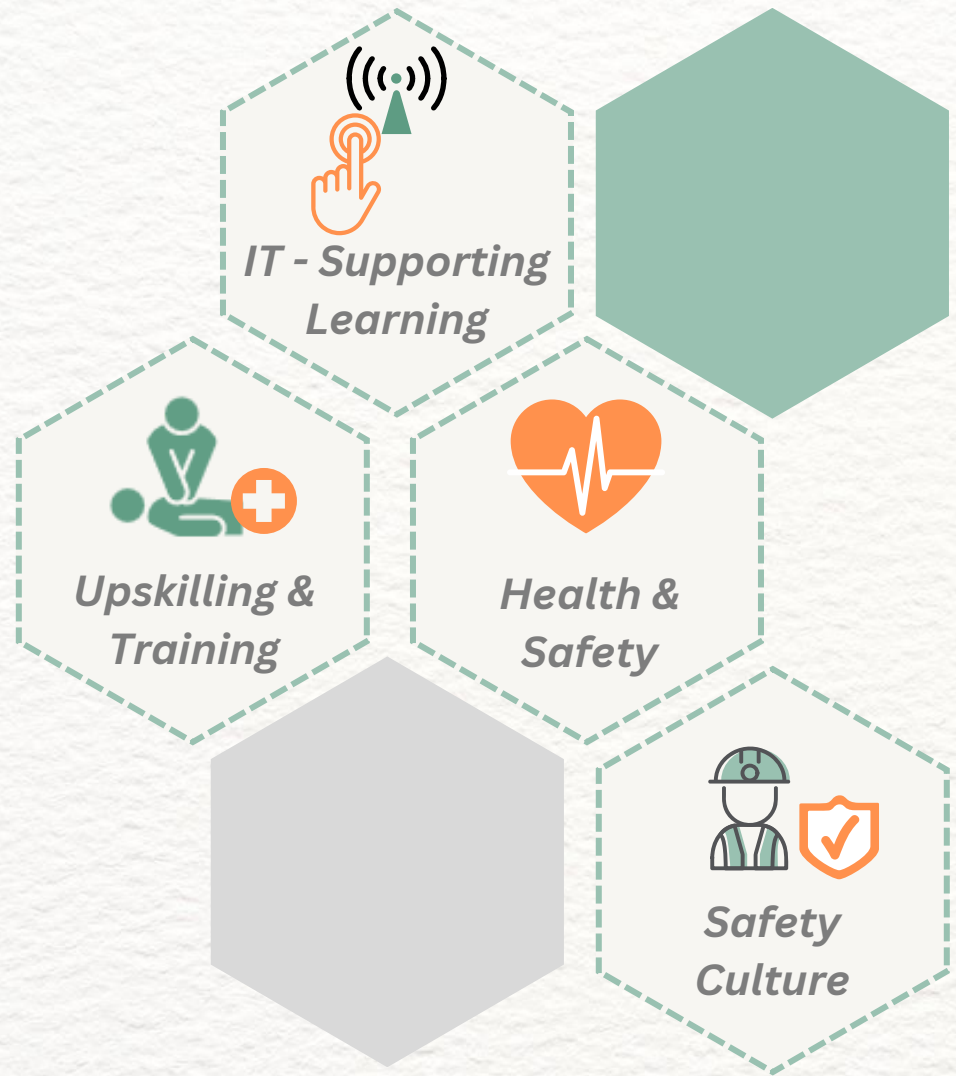 IT - Supporting
Learning
Upskilling &
Training
Health &
Safety
Safety
Culture